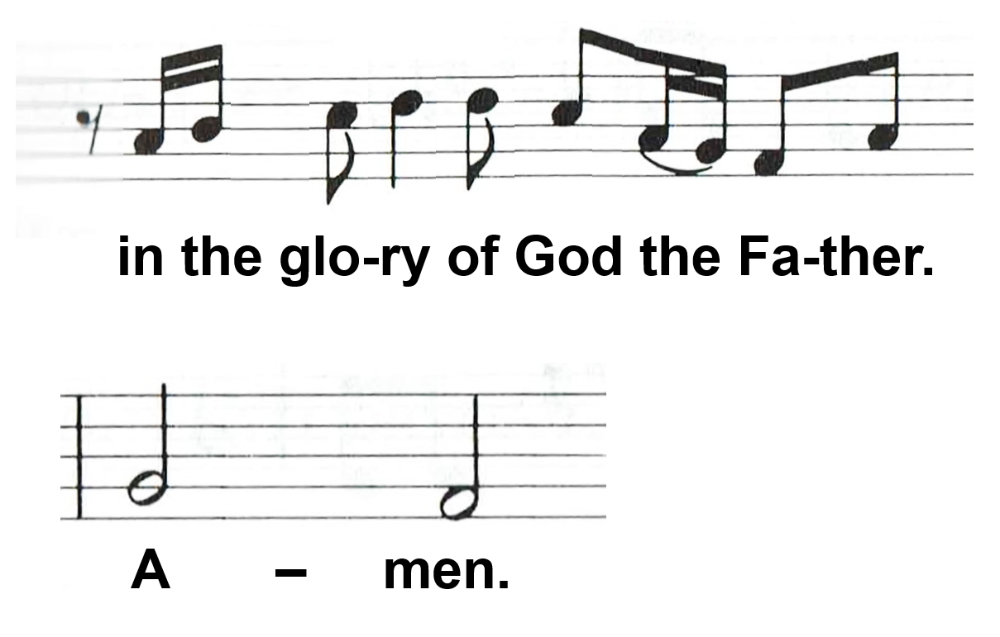 in the glo-ry of God the Fa-ther.
A – men.